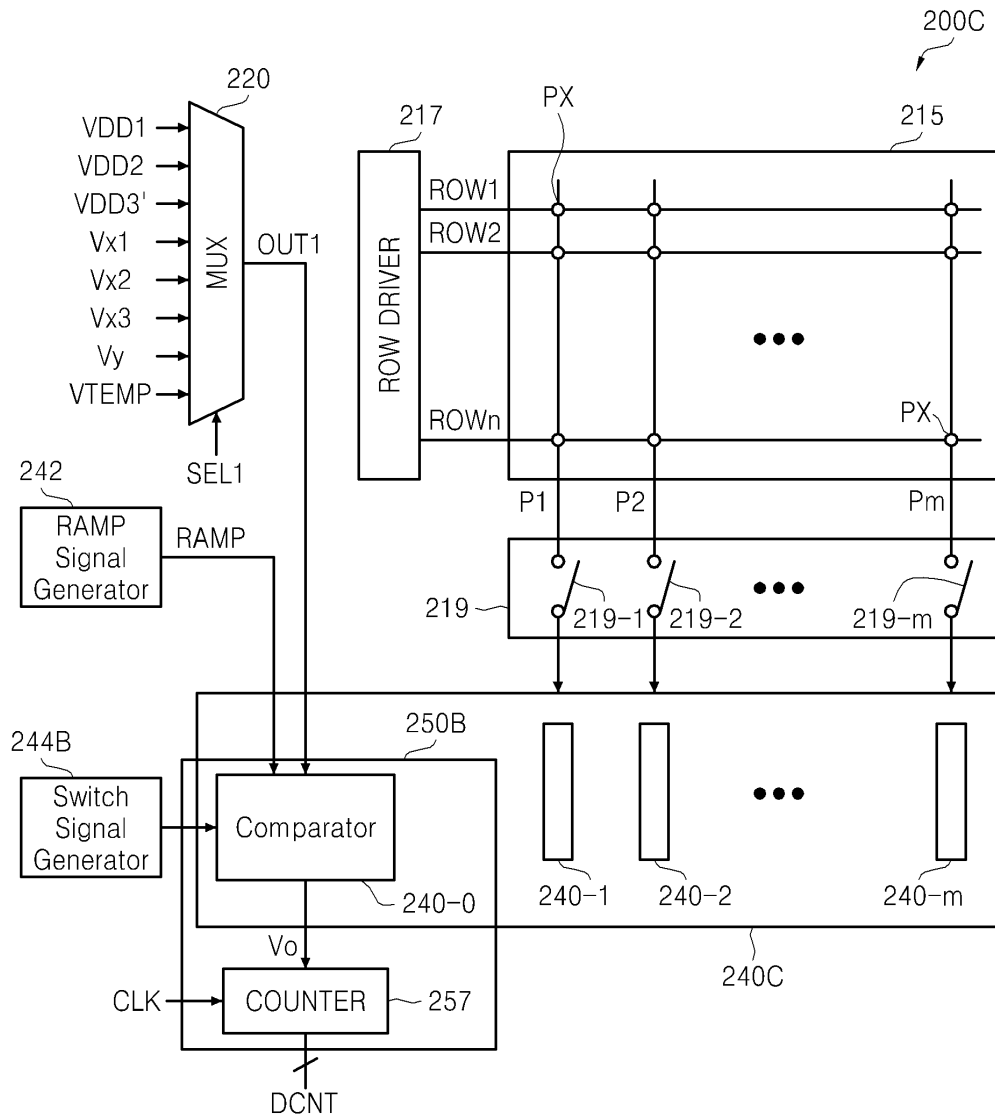 200C
220
PX
217
215
VDD1
VDD2
VDD3'
Vx1
Vx2
Vx3
Vy
VTEMP
MUX
OUT1
SEL1
ROW DRIVER
ROW1
ROW2
ROWn
PX
P1
P2
Pm
242
RAMP
Signal
Generator
RAMP
219
219-1
219-2
219-m
244B
Switch
Signal
Generator
250B
Comparator
240-0
240-1
240-2
240-m
240C
Vo
CLK
COUNTER
257
DCNT